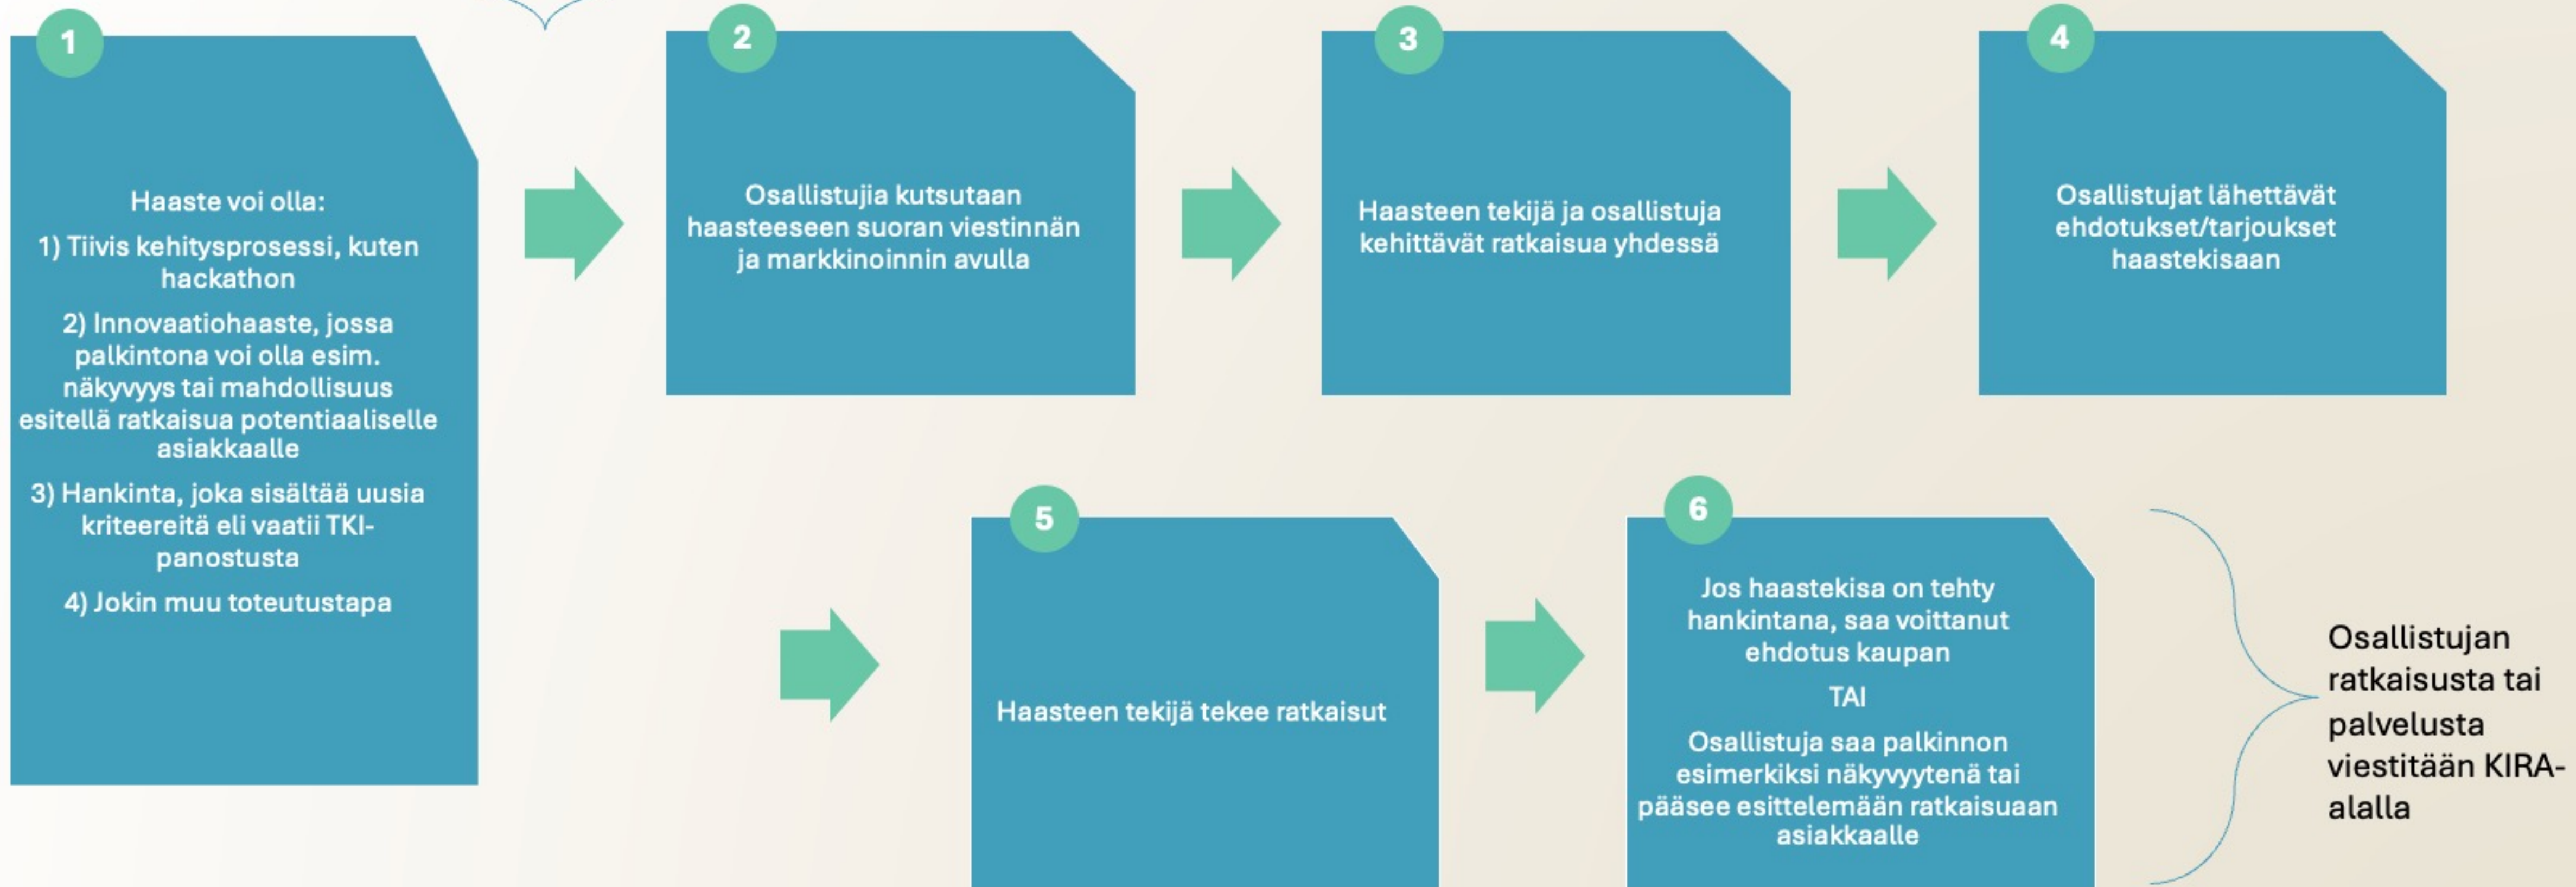 1
Haaste voi olla:
1) Tiivis kehitysprosessi, kuten
hackathon
2) Innovaatiohaaste, jossa
palkintona voi olla esim.
näkyvyys tai mahdollisuus
esitellä ratkaisua potentiaaliselle
asiakkaalle
3) Hankinta, joka sisältää uusia
kriteereitä eli vaatii TKI-
panostusta
4) Jokin muu toteutustapa
2
Osallistujia kutsutaan
haasteeseen suoran viestinnän
ja markkinoinnin avulla
3
Haasteen tekijä ja osallistuja
kehittävät ratkaisua yhdessä
4
Osallistujat lähettävät
ehdotukset/tarjoukset
haastekisaan
5
Haasteen tekijä tekee ratkaisut
6
Jos haastekisa on tehty
hankintana, saa voittanut
ehdotus kaupan
TAI
Osallistuja saa palkinnon
esimerkiksi näkyvyytenä tai
pääsee esittelemään ratkaisuaan
asiakkaalle
Osallistujan
ratkaisusta tai
palvelusta
viestitään KIRA-
alalla